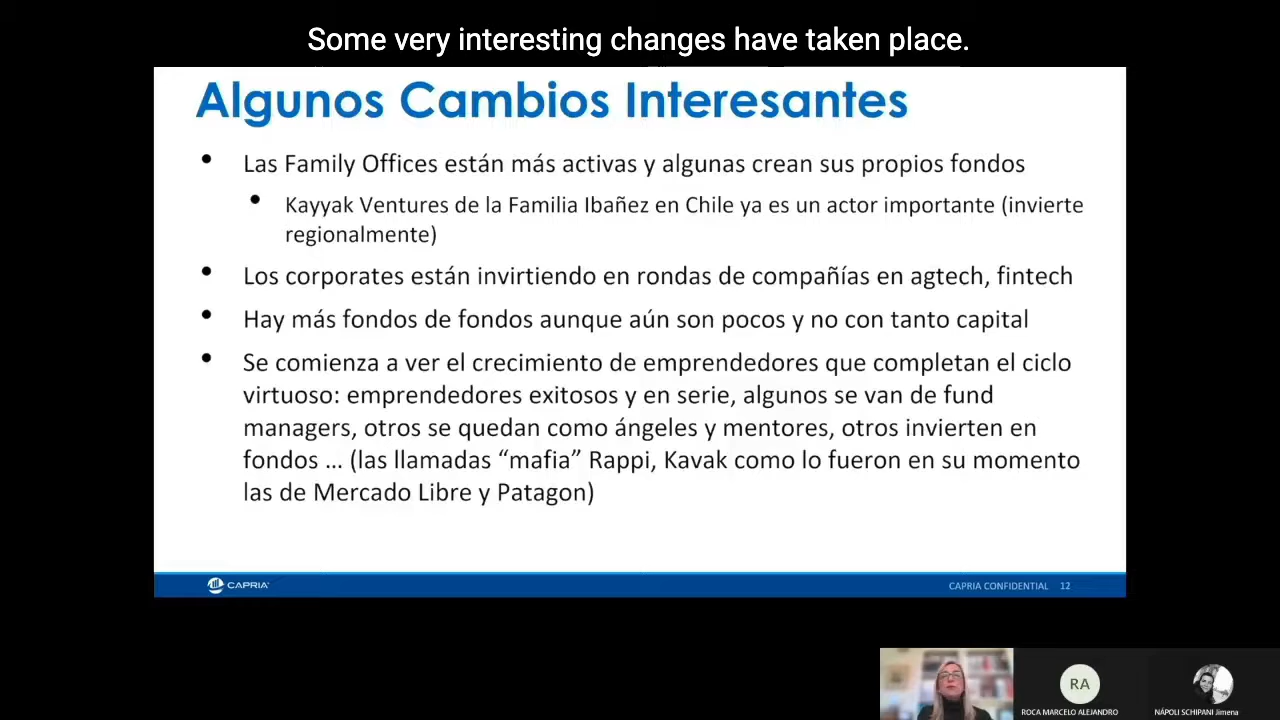 Some very interesting changes have taken place.
Algunos Cambios Interesantes
• Las Family Offices están más activas y algunas crean sus propios fondos
• Kayyak Ventures de la Familia Ibañez en Chile ya es un actor importante (invierte
regionalmente)
• Los corporates están invirtiendo en rondas de compañías en agtech, fintech
• Hay más fondos de fondos aunque aún son pocos y no con tanto capital
• Se comienza a ver el crecimiento de emprendedores que completan el ciclo
virtuoso: emprendedores exitosos y en serie, algunos se van de fund
managers, otros se quedan como ángeles y mentores, otros invierten en
fondos … (las llamadas “mafia” Rappi, Kavak como lo fueron en su momento
las de Mercado Libre y Patagon)
CAPRIA
CAPRIA CONFIDENTIAL 12
RA
ROCA MARCELO ALEJANDRO
NÁPOLI SCHIPANI Jimena